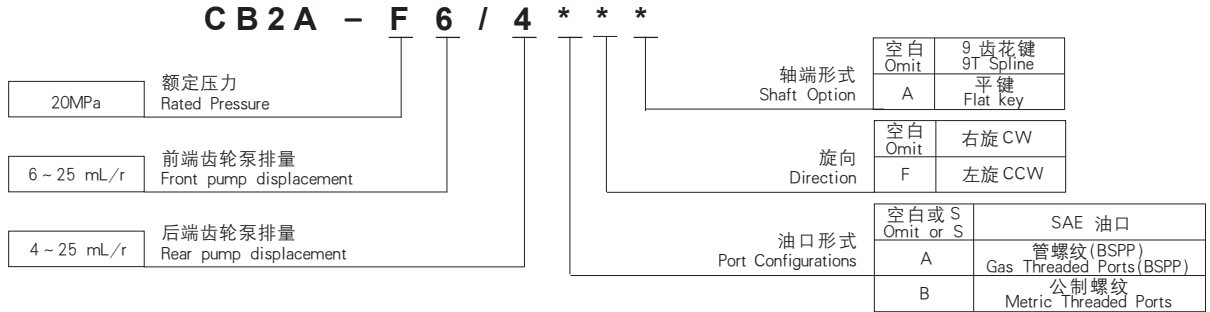 CB2A – F 6 / 4 * * *
20MPa
额定压力
Rated Pressure
6～25 mL/r
前端齿轮泵排量
Front pump displacement
4～25 mL/r
后端齿轮泵排量
Rear pump displacement
轴端形式
Shaft Option
空白
Omit
9 齿花键
9T Spline
A
平键
Flat key
旋向
Direction
空白
Omit
右旋 CW
F
左旋 CCW
油口形式
Port Configurations
空白或 S
Omit or S
SAE 油口
A
管螺纹(BSPP)
Gas Threaded Ports(BSPP)
B
公制螺纹
Metric Threaded Ports